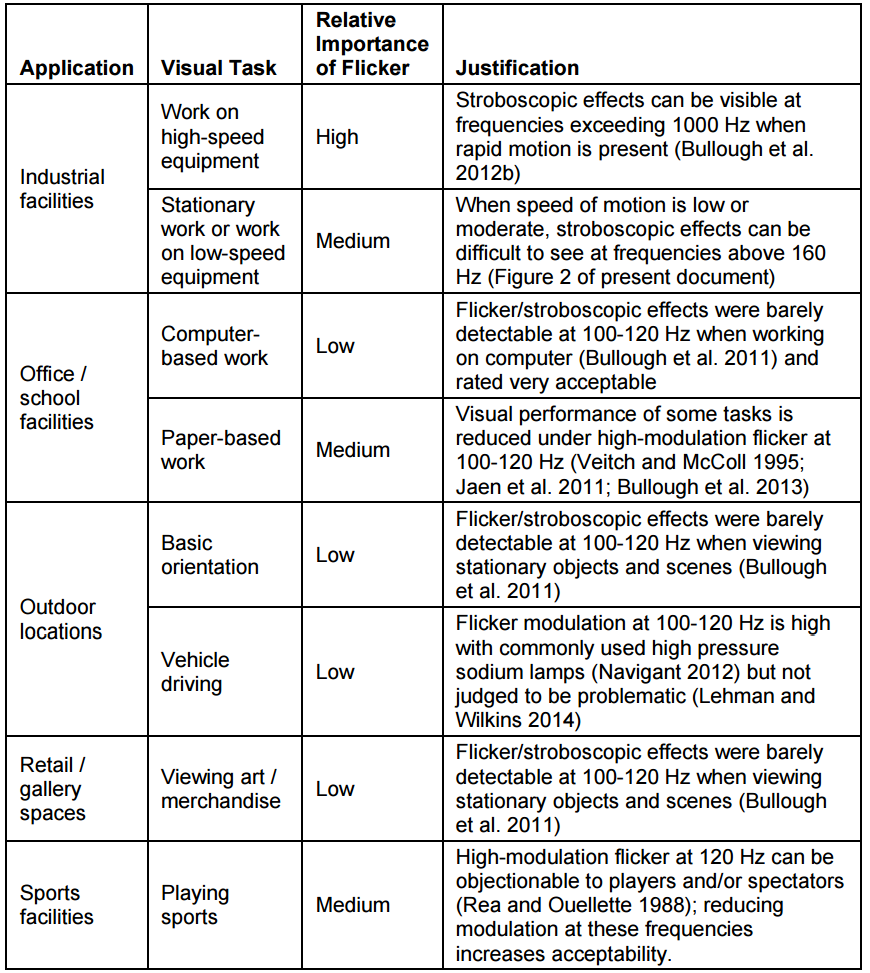 Application
Visual Task
Relative
Importance
of Flicker
Justification
Industrial
facilities
Work on
high-speed
equipment
High
Stroboscopic effects can be visible at
frequencies exceeding 1000 Hz when
rapid motion is present (Bullough et al.
2012b)
Stationary
work or work
on low-speed
equipment
Medium
When speed of motion is low or
moderate, stroboscopic effects can be
difficult to see at frequencies above 160
Hz (Figure 2 of present document)
Office /
school
facilities
Computer-
based work
Low
Flicker/stroboscopic effects were barely
detectable at 100-120 Hz when working
on computer (Bullough et al. 2011) and
rated very acceptable
Paper-based
work
Medium
Visual performance of some tasks is
reduced under high-modulation flicker at
100-120 Hz (Veitch and McColl 1995;
Jaen et al. 2011; Bullough et al. 2013)
Outdoor
locations
Basic
orientation
Low
Flicker/stroboscopic effects were barely
detectable at 100-120 Hz when viewing
stationary objects and scenes (Bullough
et al. 2011)
Vehicle
driving
Low
Flicker modulation at 100-120 Hz is high
with commonly used high pressure
sodium lamps (Navigant 2012) but not
judged to be problematic (Lehman and
Wilkins 2014)
Retail /
gallery
spaces
Viewing art /
merchandise
Low
Flicker/stroboscopic effects were barely
detectable at 100-120 Hz when viewing
stationary objects and scenes (Bullough
et al. 2011)
Sports
facilities
Playing
sports
Medium
High-modulation flicker at 120 Hz can be
objectionable to players and/or spectators
(Rea and Ouellette 1988); reducing
modulation at these frequencies
increases acceptability.